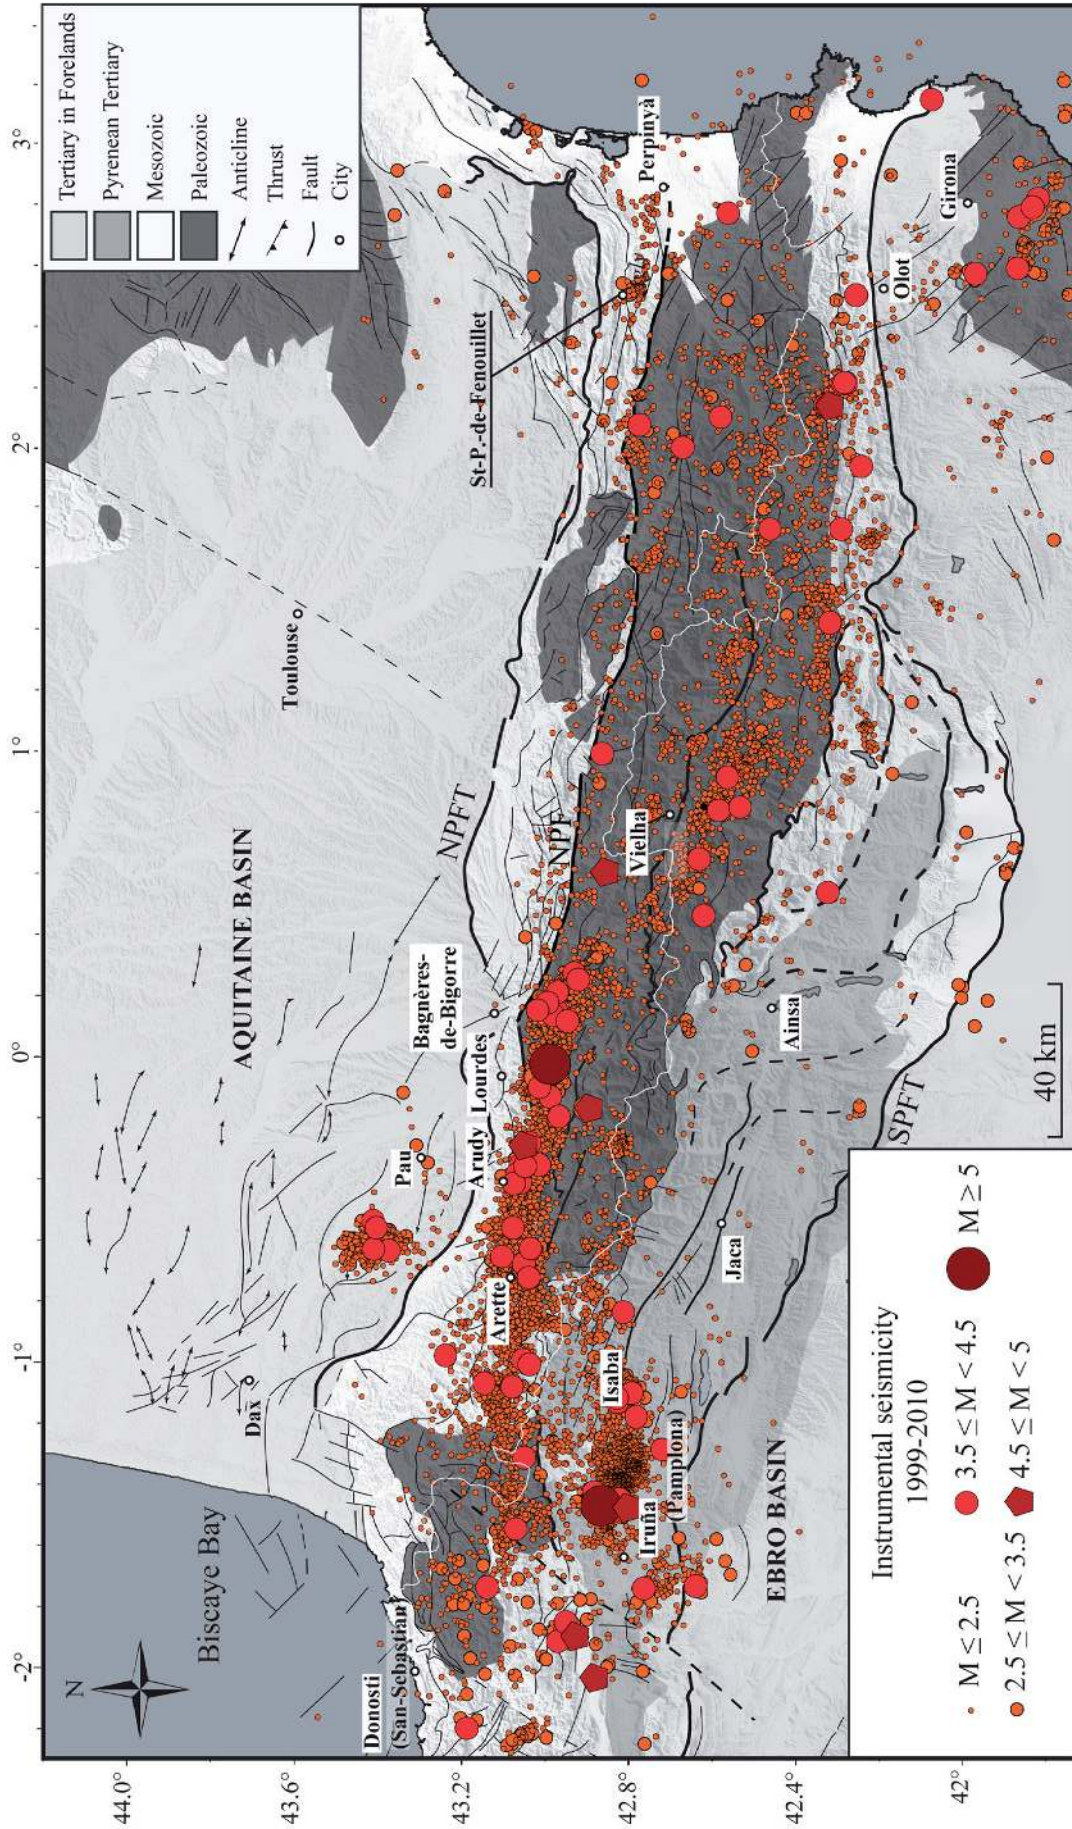 3°
2°
1°
0°
-1°
-2°
44.0°
43.6°
43.2°
42.8°
42.4°
42°
Tertiary in Forelands
Pyrenean Tertiary
Mesozoic
Paleozoic
Anticline
Thrust
Fault
City
N
Biscaye Bay
Dax
Donosti
(San-Sebastian)
AQUITAINE BASIN
Toulouse
NPFT
NPF
Pau
Bagnères-
de-Bigorre
Lourdes
Arudy
Arette
Isaba
Iruña
(Pamplona)
Jaca
Ainsa
Vielha
St-P.-de-Fenouillet
Perpinyà
Olot
Girona
SPFT
EBRO BASIN
40 km
Instrumental seismicity
1999-2010
M ≤ 2.5
3.5 ≤ M < 4.5
M ≥ 5
2.5 ≤ M < 3.5
4.5 ≤ M < 5